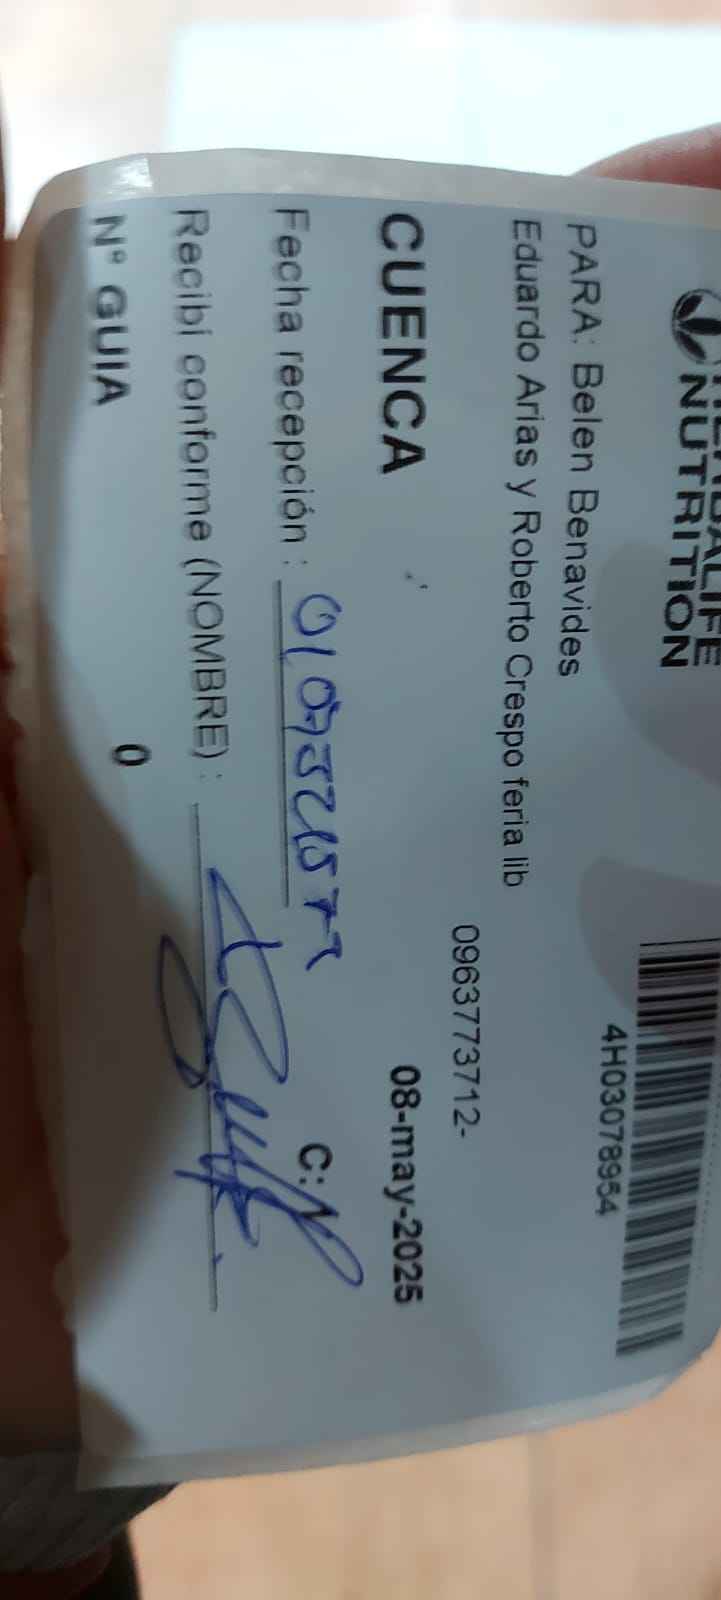 NUTRITION
4H03078954
PARA: Belen Benavides
Eduardo Arias y Roberto Crespo feria lib
0963773712-
CUENCA 08-may-2025
Fecha recepción :
C:
Recibí conforme (NOMBRE) :
N° GUIA 0